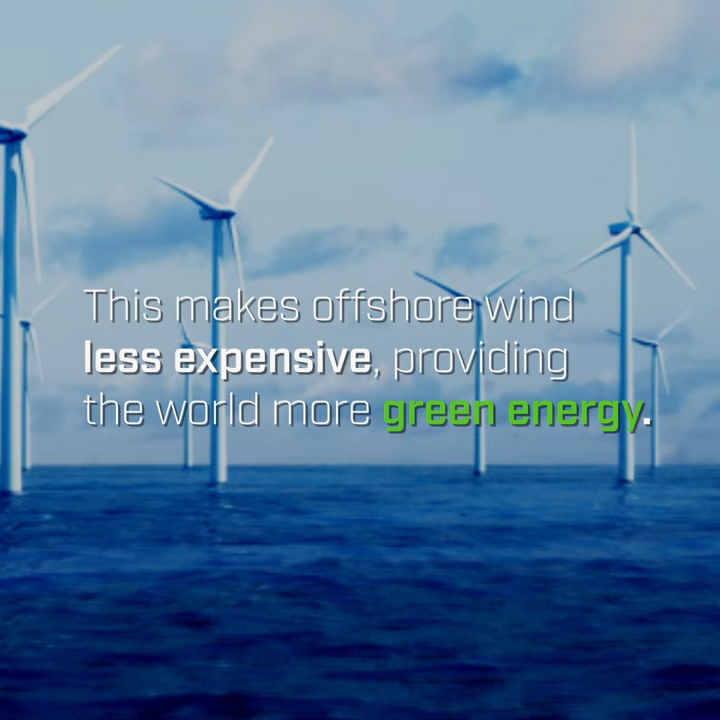 This makes offshore wind
less expensive, providing
the world more green energy.